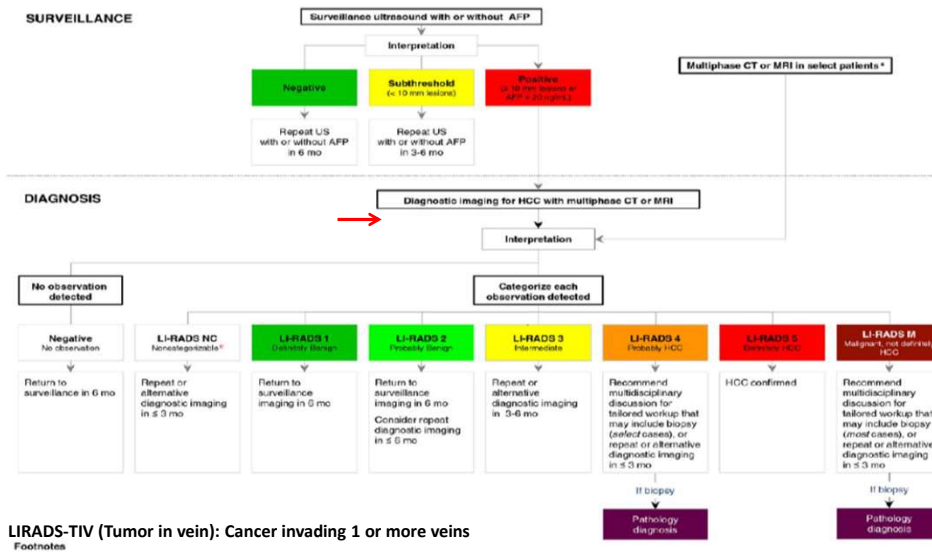 SURVEILLANCE
Surveillance ultrasound with or without AFP
Interpretation
Multiphase CT or MRI in select patients
Negative
Subthreshold
(< 10 mm lesions)
Positive
(≥ 10 mm lesions or
AFP ≥ 20 ng/mL)
Repeat US
with or without AFP
in 6 mo
Repeat US
with or without AFP
in 3-6 mo
DIAGNOSIS
Diagnostic imaging for HCC with multiphase CT or MRI
Interpretation
No observation
detected
Categorize each
observation detected
Negative
No observation
LI-RADS NC
Noncategorizable
LI-RADS 1
Definitely Benign
LI-RADS 2
Probably Benign
LI-RADS 3
Intermediate
LI-RADS 4
Probably HCC
LI-RADS 5
Definitely HCC
LI-RADS M
Malignant, not definitely
HCC
Return to
surveillance in 6 mo
Repeat or
alternative
diagnostic imaging
in ≤ 3 mo
Return to
surveillance
imaging in 6 mo
Return to
surveillance
imaging in 6 mo
Consider repeat
diagnostic imaging
in ≤ 6 mo
Repeat or
alternative
diagnostic imaging
in 3-6 mo
Recommend
multidisciplinary
discussion for
tailored workup that
may include biopsy
(select cases), or
repeat or alternative
diagnostic imaging
in ≤ 3 mo
HCC confirmed
Recommend
multidisciplinary
discussion for
tailored workup that
may include biopsy
(most cases), or
repeat or alternative
diagnostic imaging
in ≤ 3 mo
If biopsy
If biopsy
Pathology
diagnosis
Pathology
diagnosis
LIRADS-TIV (Tumor in vein): Cancer invading 1 or more veins
Footnotes